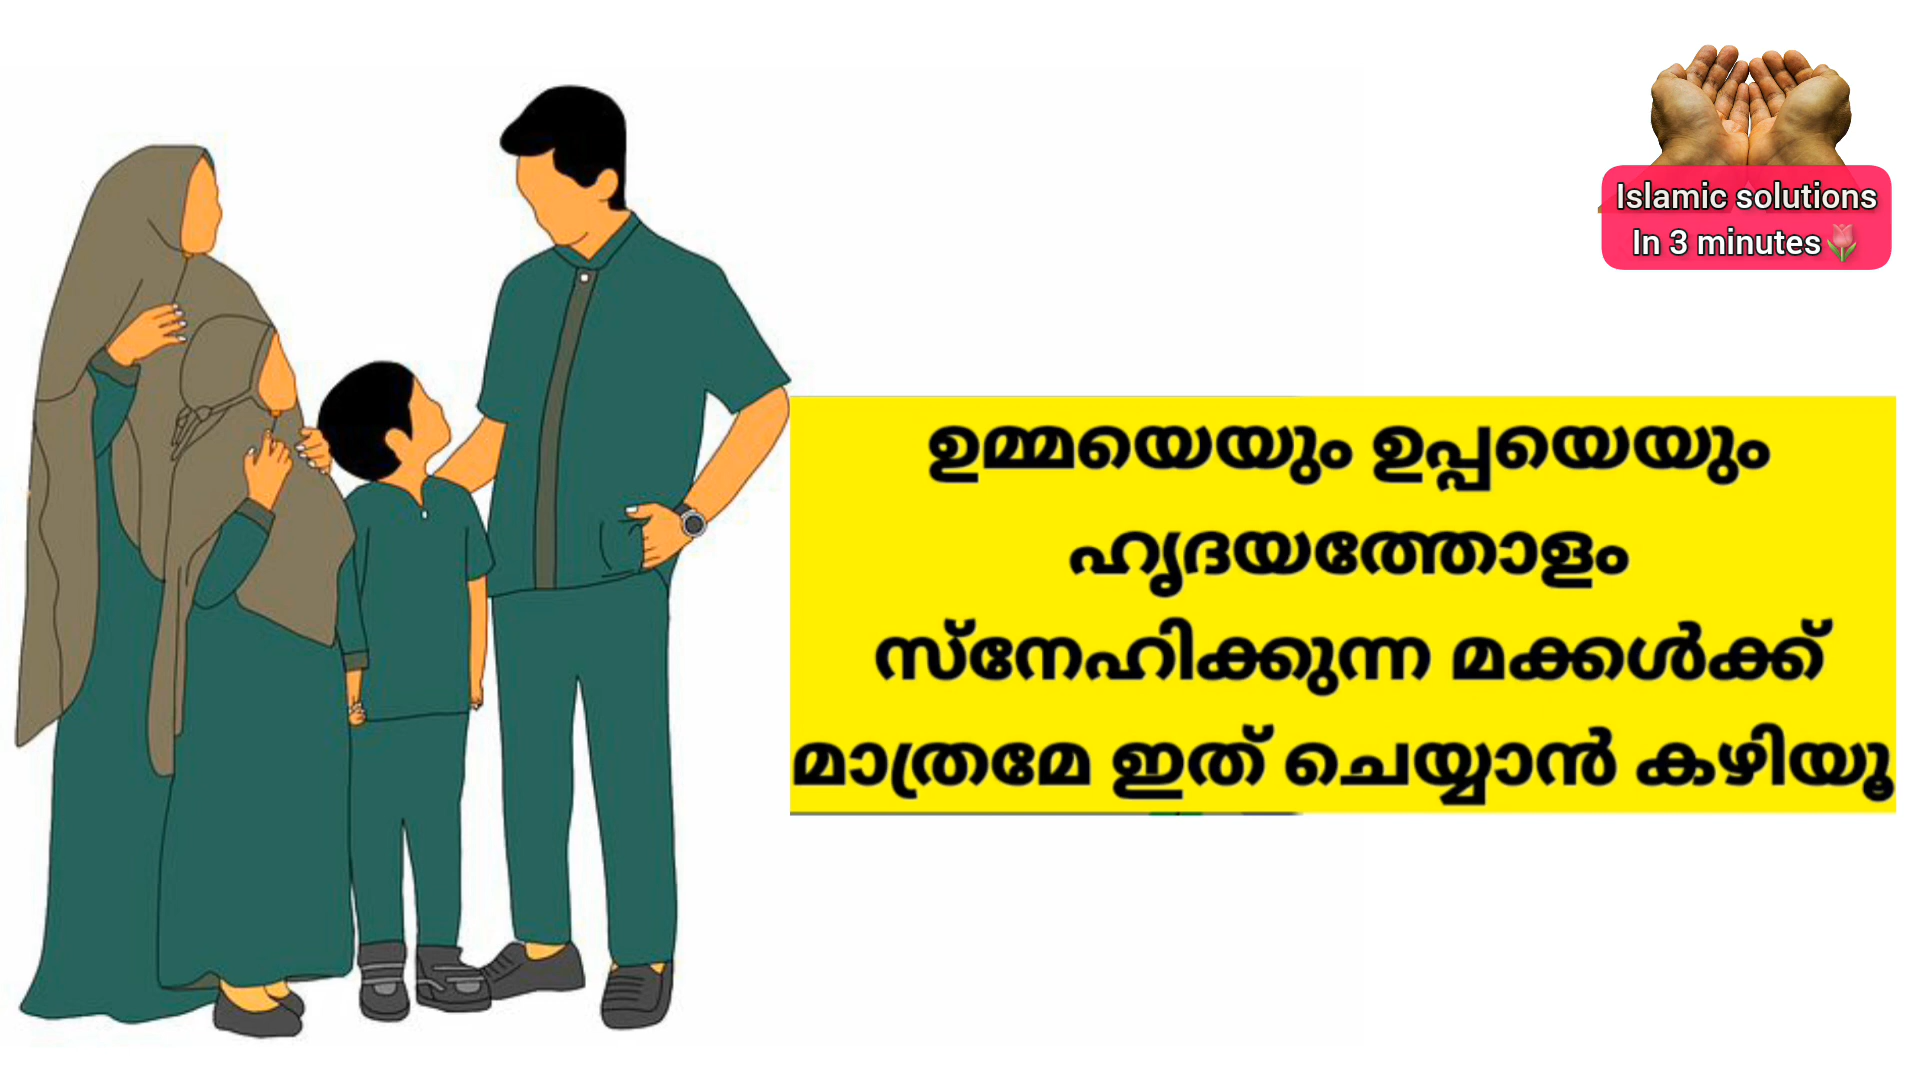 Islamic solutions
In 3 minutes🌷
ഉമ്മയെയും ഉപ്പയെയും
ഹൃദയത്തോളം
സ്നേഹിക്കുന്ന മക്കൾക്ക്
മാത്രമേ ഇത് ചെയ്യാൻ കഴിയൂ